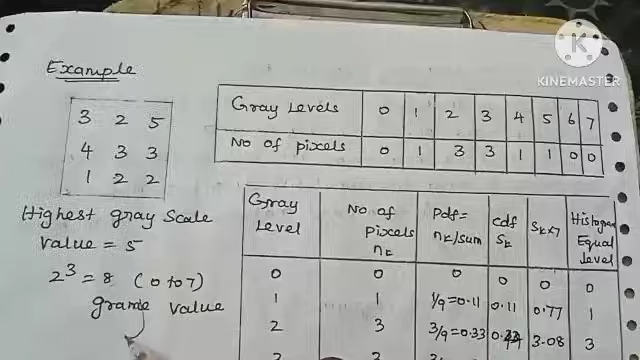 KINEMASTER
Example
3 2 5
4 3 3
1 2 2
Gray Levels 0 1 2 3 4 5 6 7
No of pixels 0 1 3 3 1 1 0 0
Highest gray Scale
value = 5
2³ = 8 (0 to 7)
value
Gray Level No of Pixels nk Pdf= nk/sum cdf Sk Sk×7 Histogram Equal level
0 0 0 0 0 0
1 1 1/9=0.11 0.11 0.77 1
2 3 3/9=0.33 3.08 3